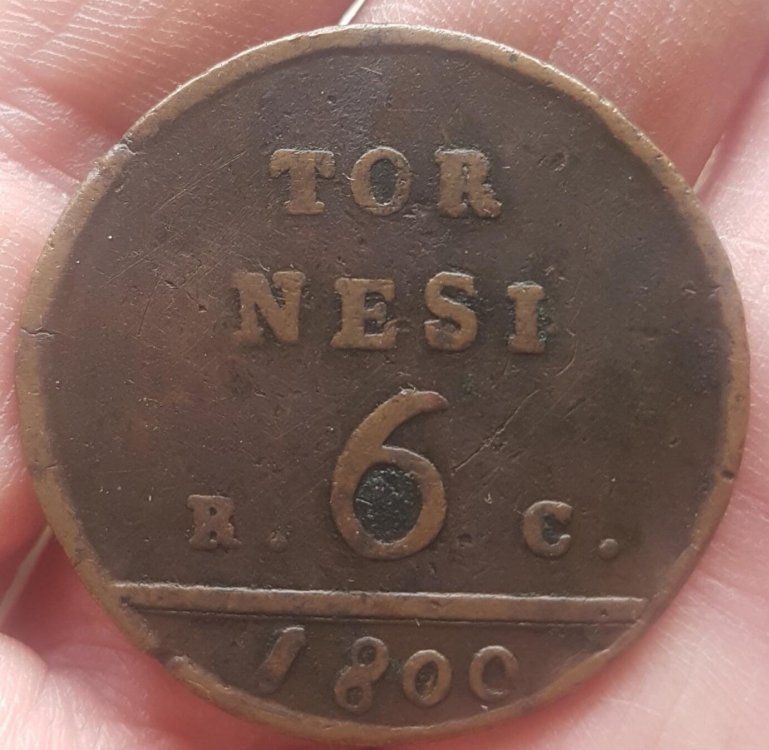 TOR
NESI
6
R. C.
1800